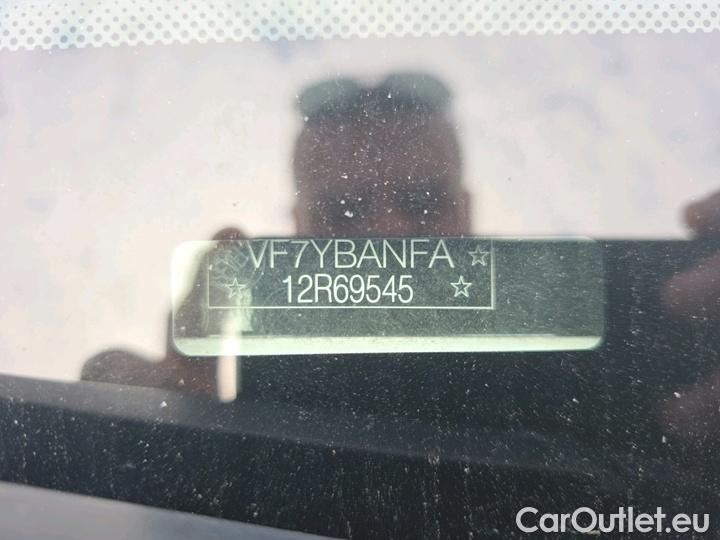 ☆VF7YBANFA☆
☆12R69545☆
CarOutlet.eu